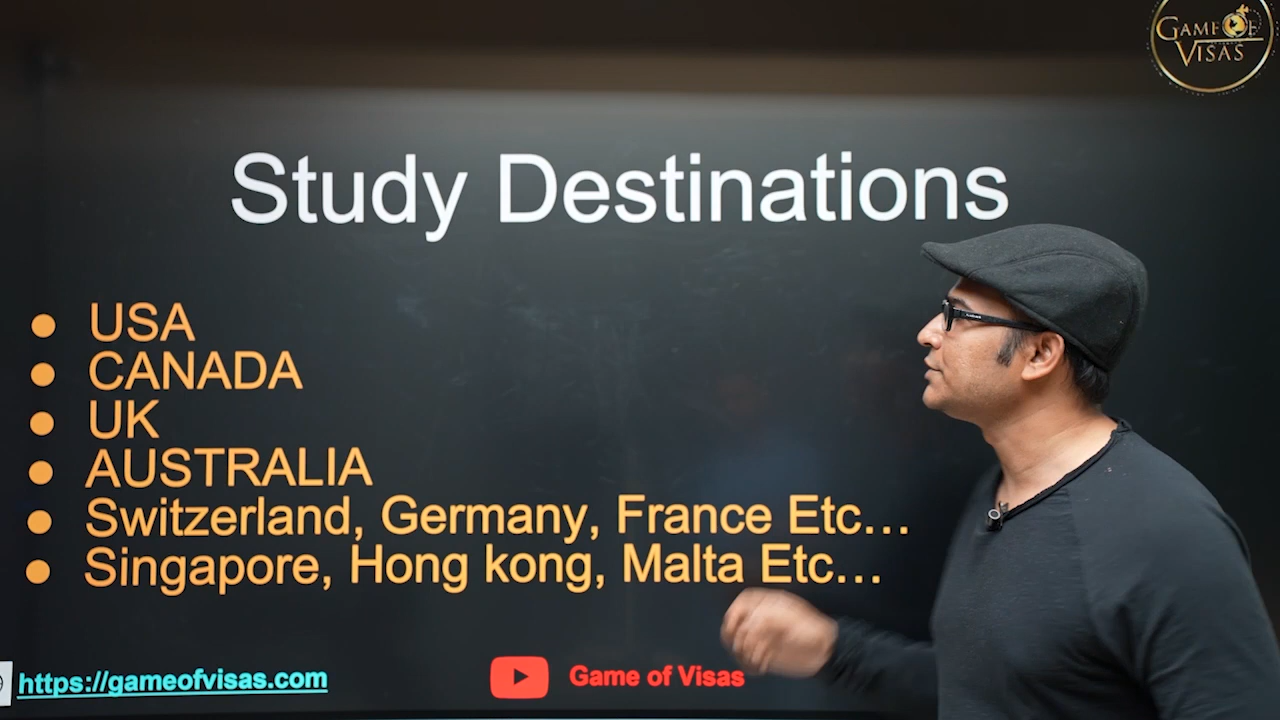 GAME OF
VISAS
Study Destinations
● USA
● CANADA
● UK
● AUSTRALIA
● Switzerland, Germany, France Etc...
● Singapore, Hong kong, Malta Etc...
https://gameofvisas.com
Game of Visas